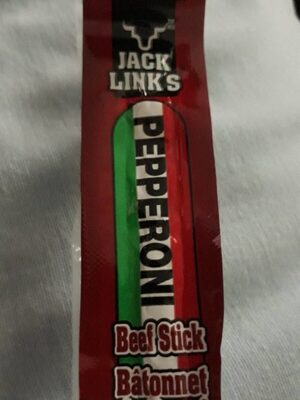 JACK
LINK'S
PEPPERONI
Beef Stick
Bâtonnet